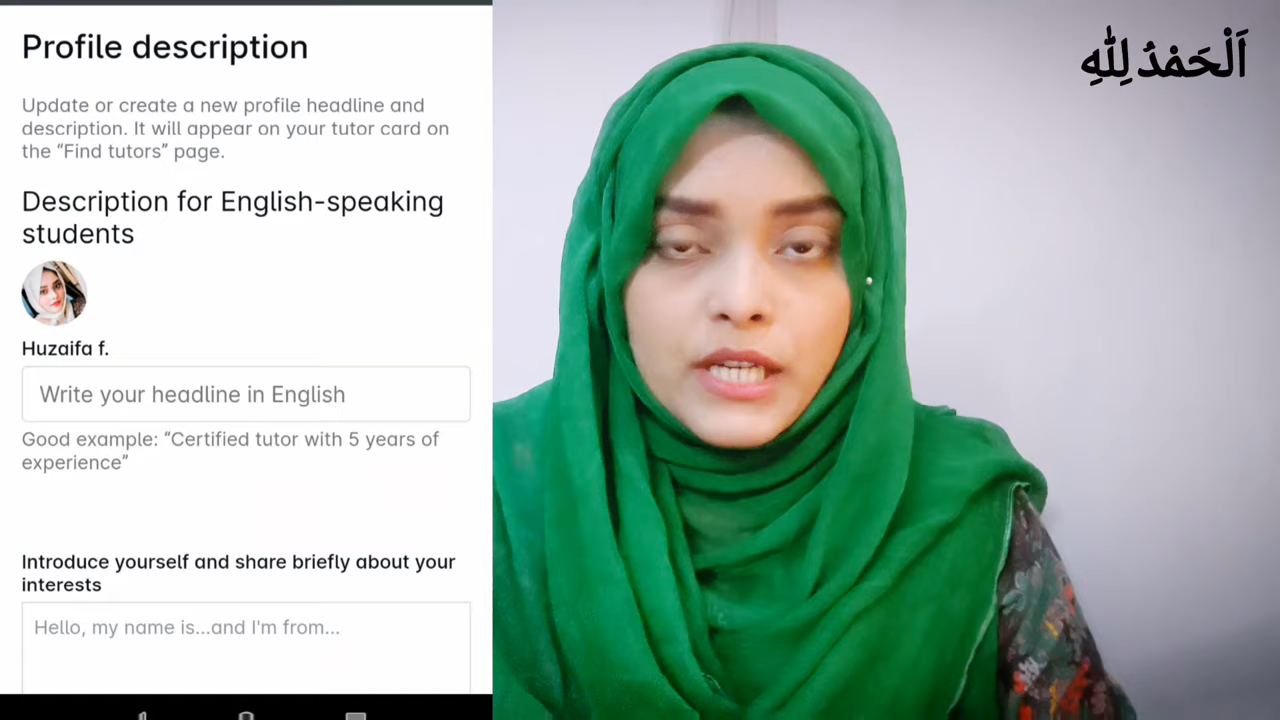 Profile description
Update or create a new profile headline and
description. It will appear on your tutor card on
the “Find tutors” page.
Description for English-speaking
students
Huzaifa f.
Write your headline in English
Good example: “Certified tutor with 5 years of
experience”
Introduce yourself and share briefly about your
interests
Hello, my name is...and I'm from...
اَلْحَمْدُ لِلّٰهِ